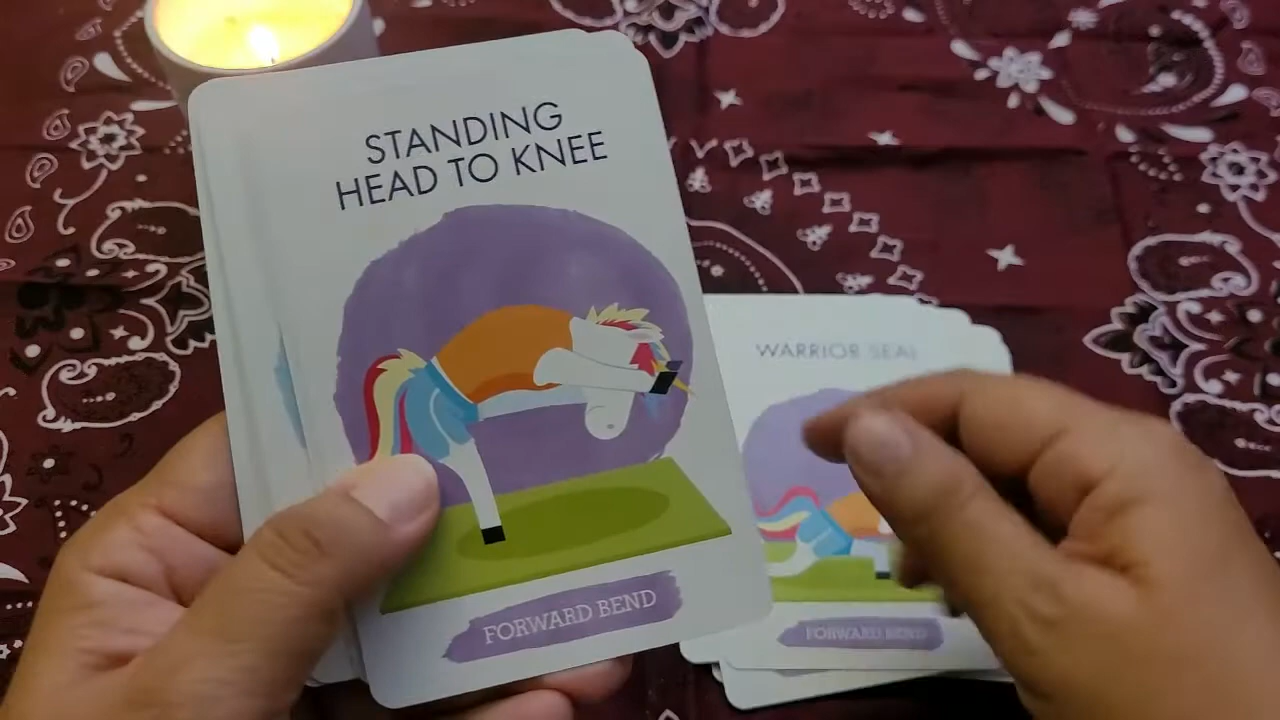 STANDING
HEAD TO KNEE
FORWARD BEND
WARRIOR SEAL
FORWARD BEND